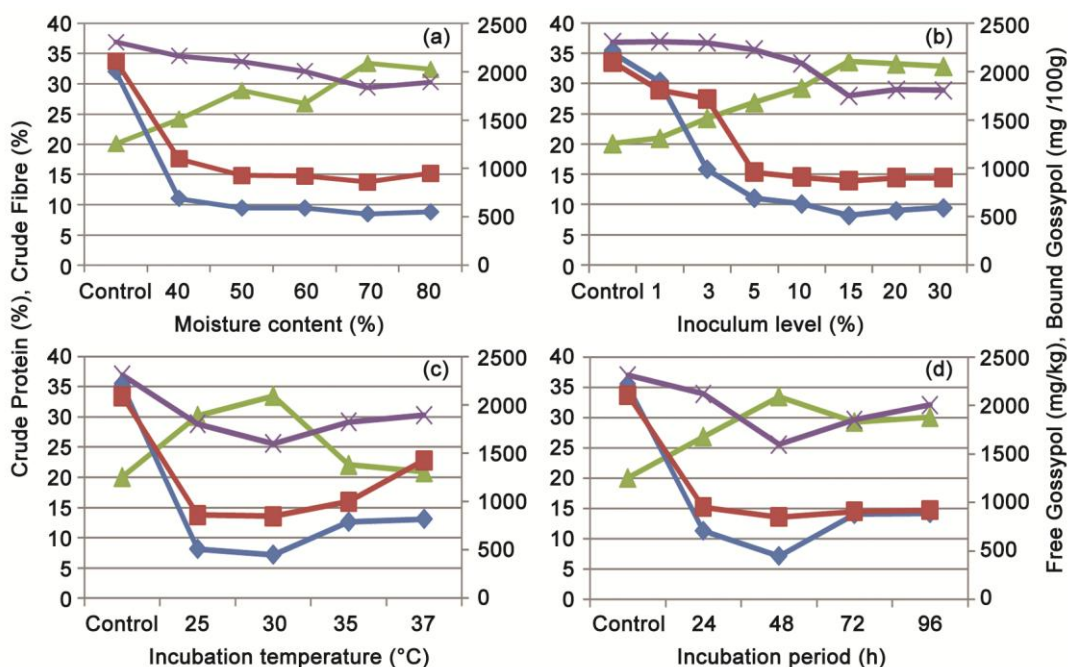 Crude Protein (%), Crude Fibre (%)
40 2500
35
30 2000
25
20 1500
15 1000
10
5 500
0 0
(a)
Control 40 50 60 70 80
Moisture content (%)
40 2500
35
30 2000
25
20 1500
15 1000
10
5 500
0 0
(b)
Control 1 3 5 10 15 20 30
Inoculum level (%)
40 2500
35
30 2000
25
20 1500
15 1000
10
5 500
0 0
(c)
Control 25 30 35 37
Incubation temperature (°C)
40 2500
35
30 2000
25
20 1500
15 1000
10
5 500
0 0
(d)
Control 24 48 72 96
Incubation period (h)
Free Gossypol (mg/kg), Bound Gossypol (mg /100g)